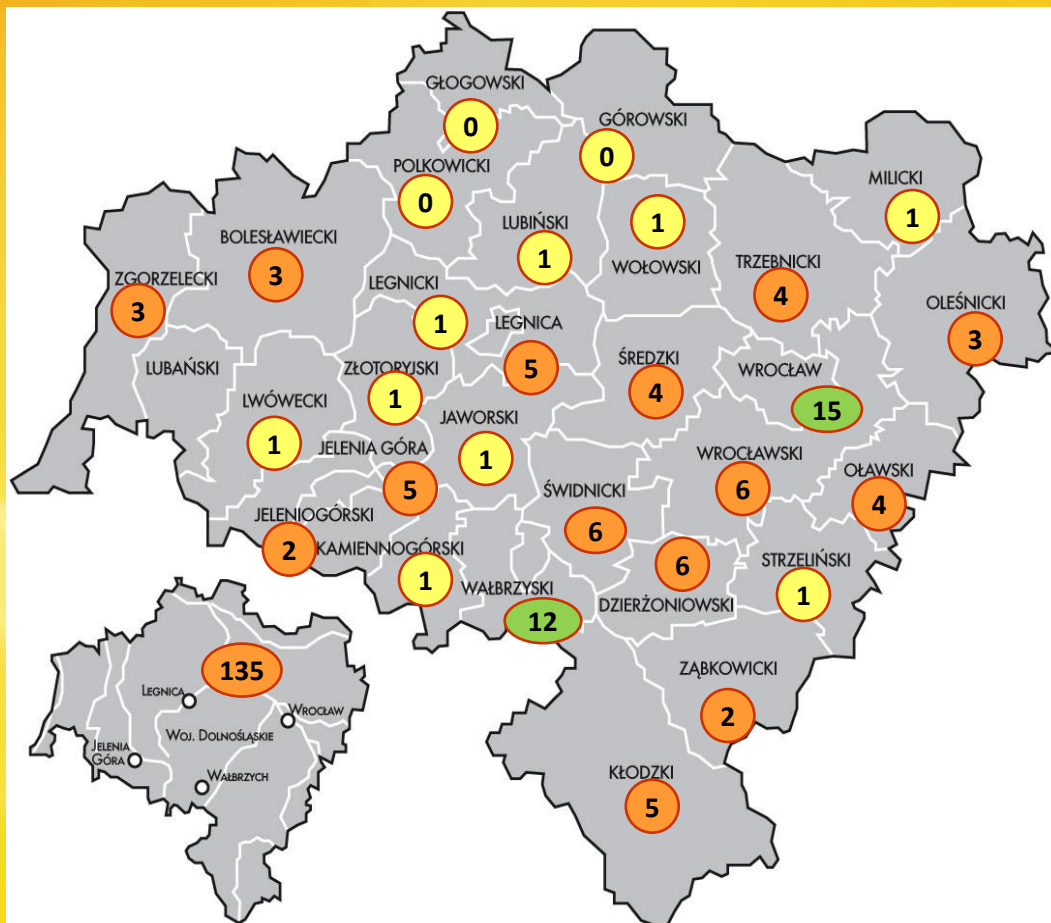 GŁOGOWSKI
0
GÓROWSKI
0
POLKOWICKI
0
MILICKI
1
LUBIŃSKI
1
1
WOŁOWSKI
BOLESŁAWIECKI
3
ZGORZELECKI
3
TRZEBNICKI
4
LEGNICKI
1
OLEŚNICKI
3
LEGNICA
5
ŚREDZKI
4
WROCŁAW
15
LUBAŃSKI
ZŁOTORYJSKI
1
LWÓWECKI
1
JAWORSKI
1
JELENIA GÓRA
5
WROCŁAWSKI
6
OŁAWSKI
4
ŚWIDNICKI
6
JELENIOGÓRSKI
2
KAMIENNOGÓRSKI
1
STRZELIŃSKI
1
WAŁBRZYSKI
12
6
DZIERŻONIOWSKI
ZĄBKOWICKI
2
KŁODZKI
5
135
LEGNICA
WROCŁAW
WOJ. DOLNOŚLĄSKIE
JELENIA
GÓRA
WAŁBRZYCH